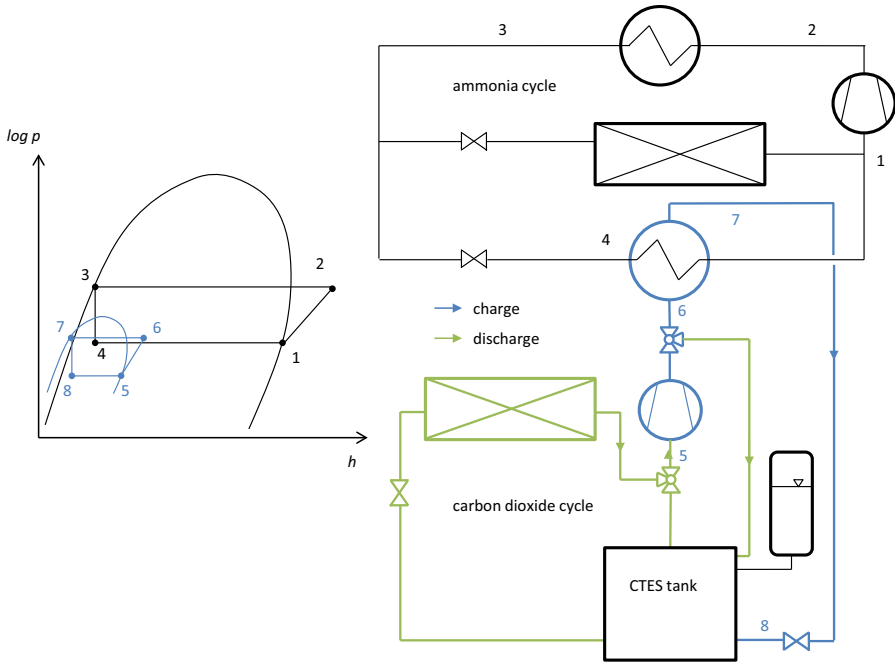 log p
3
2
7
6
4
1
8
5
h
3
2
ammonia cycle
1
4
7
6
charge
discharge
5
carbon dioxide cycle
CTES tank
8